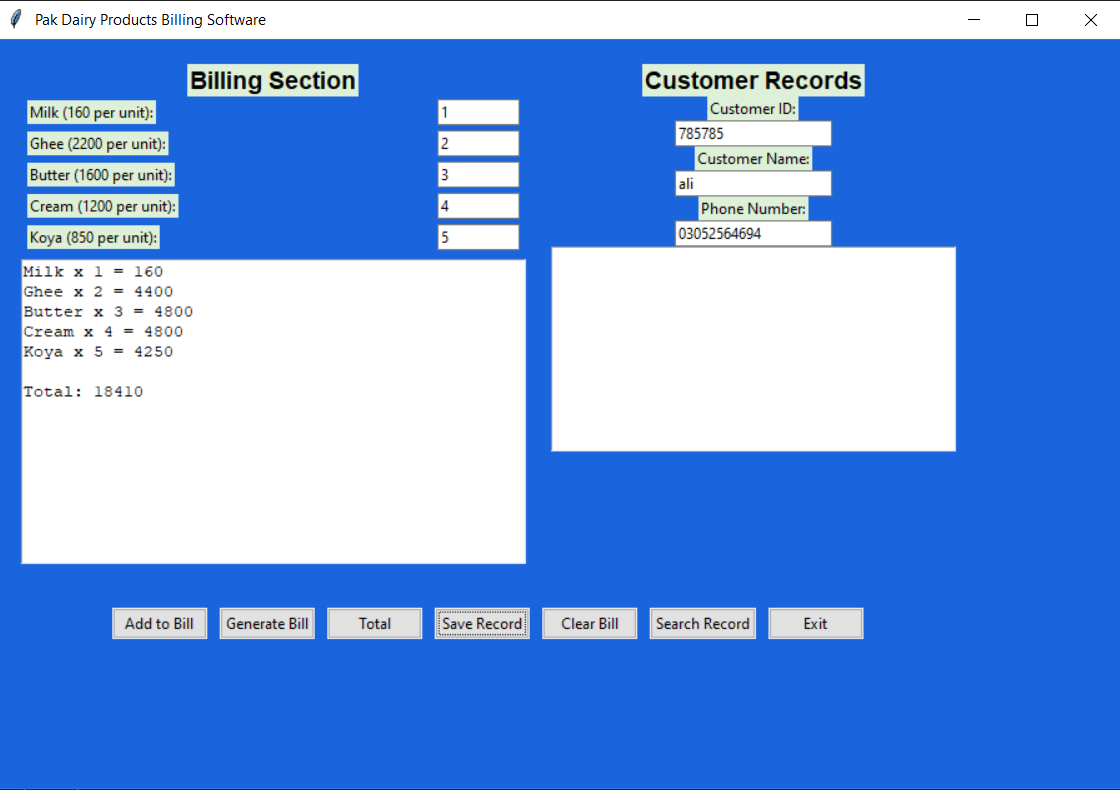 Pak Dairy Products Billing Software
Billing Section
Milk (160 per unit):
1
Ghee (2200 per unit):
2
Butter (1600 per unit):
3
Cream (1200 per unit):
4
Koya (850 per unit):
5
Milk x 1 = 160
Ghee x 2 = 4400
Butter x 3 = 4800
Cream x 4 = 4800
Koya x 5 = 4250
Total: 18410
Customer Records
Customer ID:
785785
Customer Name:
ali
Phone Number:
03052564694
Add to Bill
Generate Bill
Total
Save Record
Clear Bill
Search Record
Exit